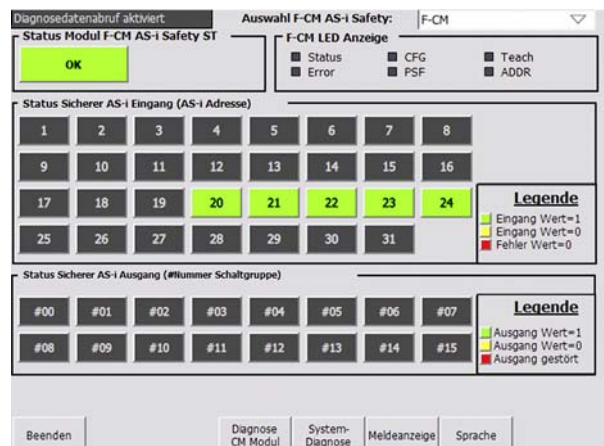 Diagnosedatenabruf aktiviert
Auswahl F-CM AS-i Safety:
F-CM
Status Modul F-CM AS-i Safety ST
OK
F-CM LED Anzeige
Status CFG Teach
Error PSF ADDR
Status Sicherer AS-i Eingang (AS-i Adresse)
1 2 3 4 5 6 7 8
9 10 11 12 13 14 15 16
17 18 19 20 21 22 23 24
25 26 27 28 29 30 31
Legende
Eingang Wert=1
Eingang Wert=0
Fehler Wert=0
Status Sicherer AS-i Ausgang (#Nummer Schaltgruppe)
#00 #01 #02 #03 #04 #05 #06 #07
#08 #09 #10 #11 #12 #13 #14 #15
Legende
Ausgang Wert=1
Ausgang Wert=0
Ausgang gestört
Beenden
Diagnose
CM Modul
System-
Diagnose
Meldeanzeige
Sprache